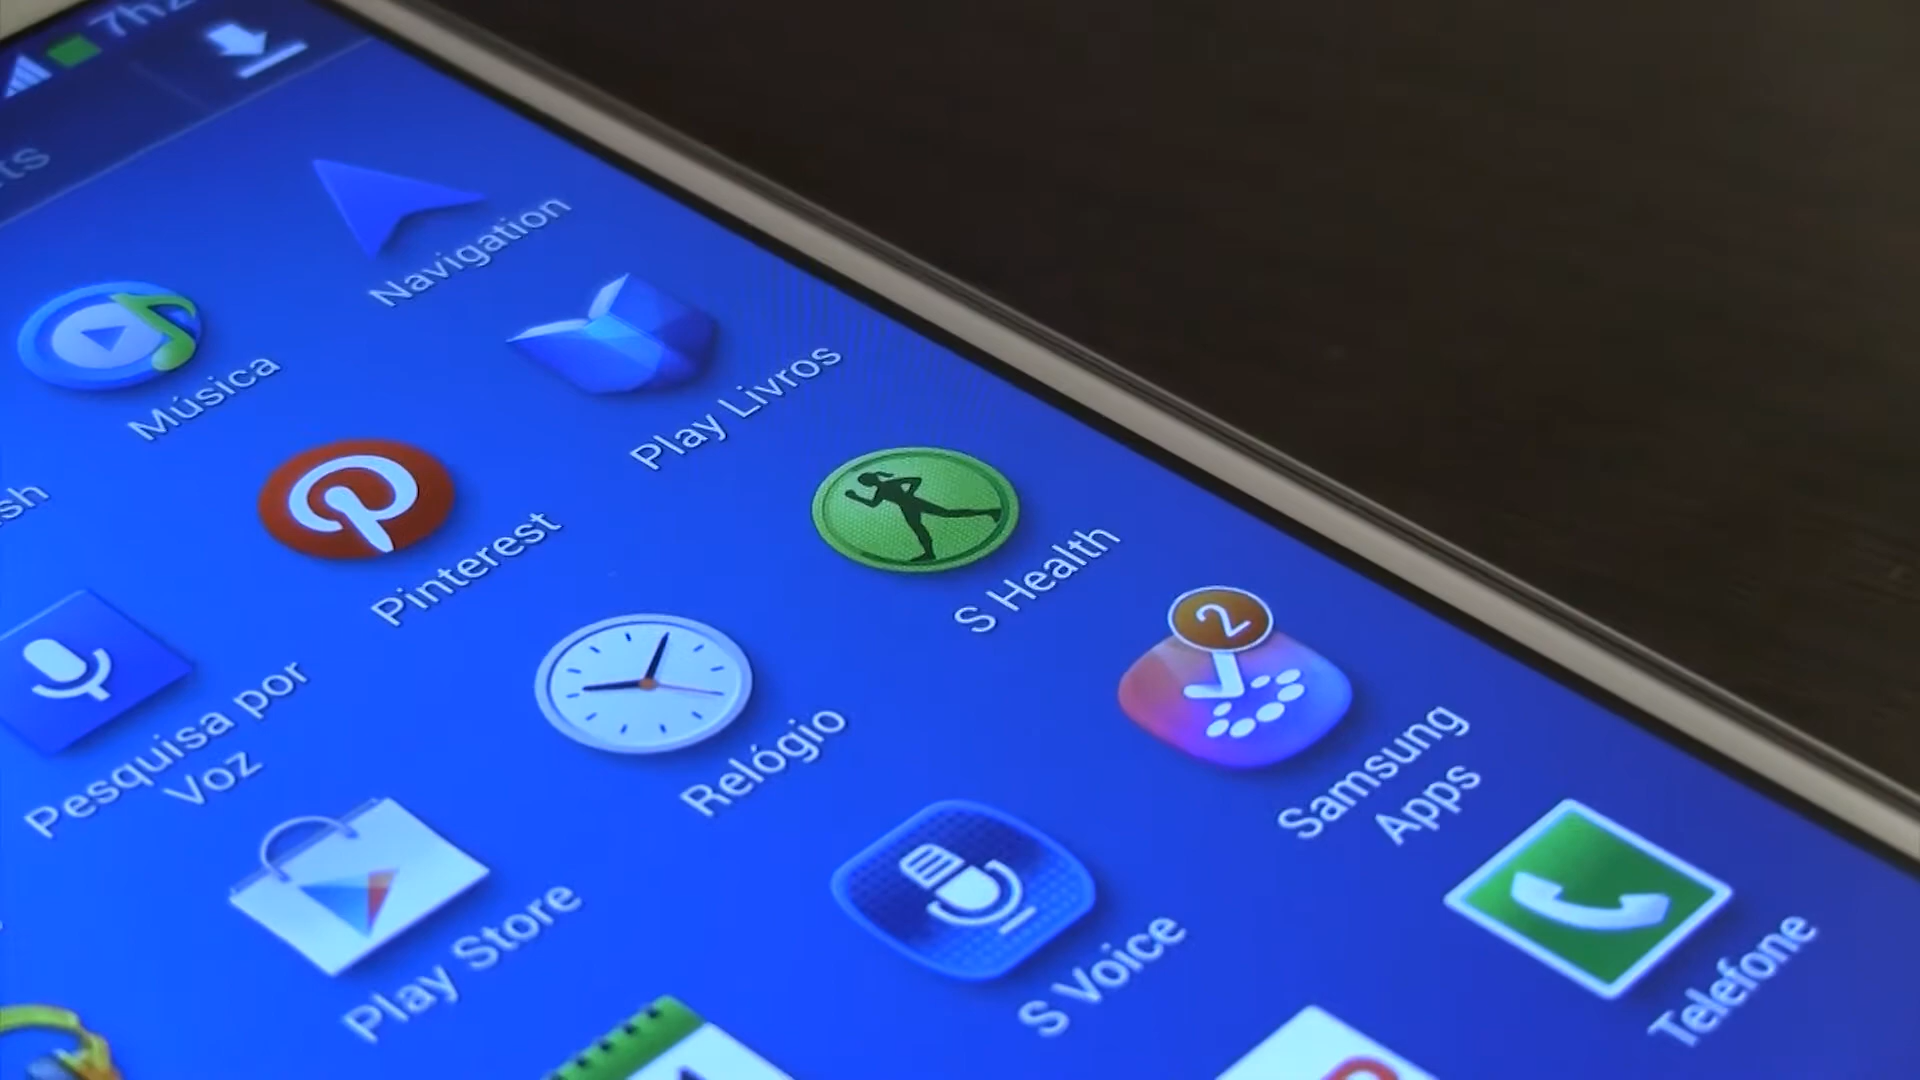 Navigation
Música
Play Livros
Pinterest
S Health
2
Pesquisa por
Voz
Relógio
Samsung
Apps
Play Store
S Voice
Telefone